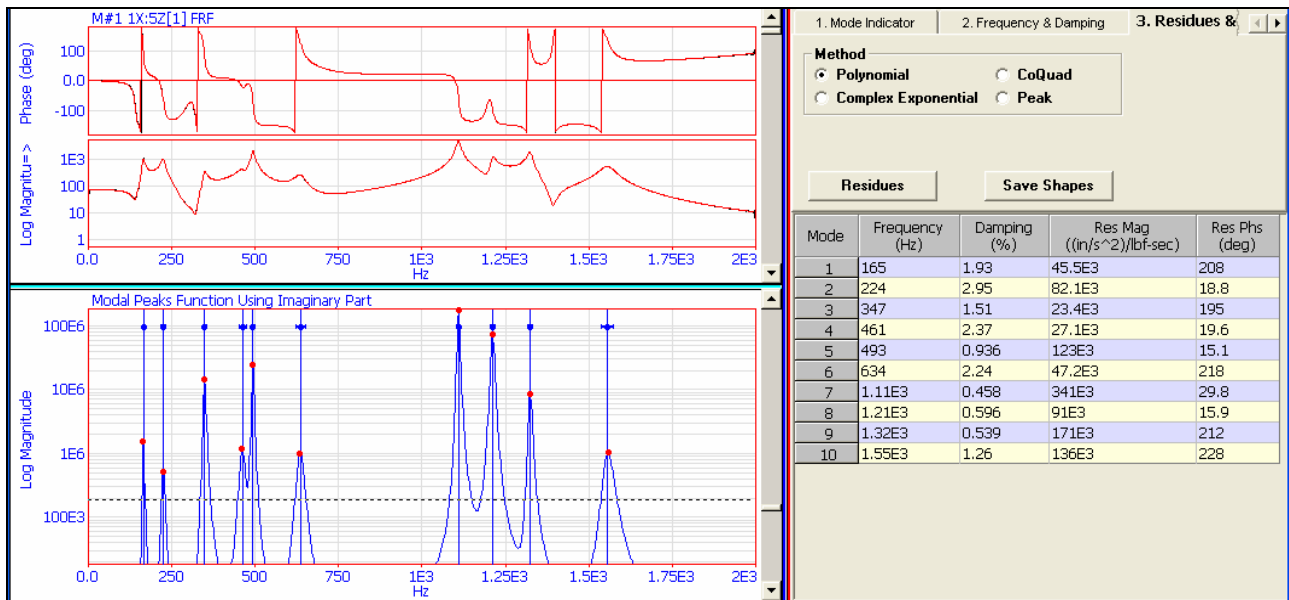 M#1 1X:5Z[1] FRF
Phase (deg)
100
0.0
-100
Log Magnitu=>
1E3
100
10
1
0.0 250 500 750 1E3 1.25E3 1.5E3 1.75E3 2E3
Hz
Modal Peaks Function Using Imaginary Part
Log Magnitude
100E6
10E6
1E6
100E3
0.0 250 500 750 1E3 1.25E3 1.5E3 1.75E3 2E3
Hz
1. Mode Indicator 2. Frequency & Damping 3. Residues &
Method
Polynomial CoQuad
Complex Exponential Peak
Residues Save Shapes
Mode Frequency (Hz) Damping (%) Res Mag ((in/s^2)/lbf-sec) Res Phs (deg)
1 165 1.93 45.5E3 208
2 224 2.95 82.1E3 18.8
3 347 1.51 23.4E3 195
4 461 2.37 27.1E3 19.6
5 493 0.936 123E3 15.1
6 634 2.24 47.2E3 218
7 1.11E3 0.458 341E3 29.8
8 1.21E3 0.596 91E3 15.9
9 1.32E3 0.539 171E3 212
10 1.55E3 1.26 136E3 228